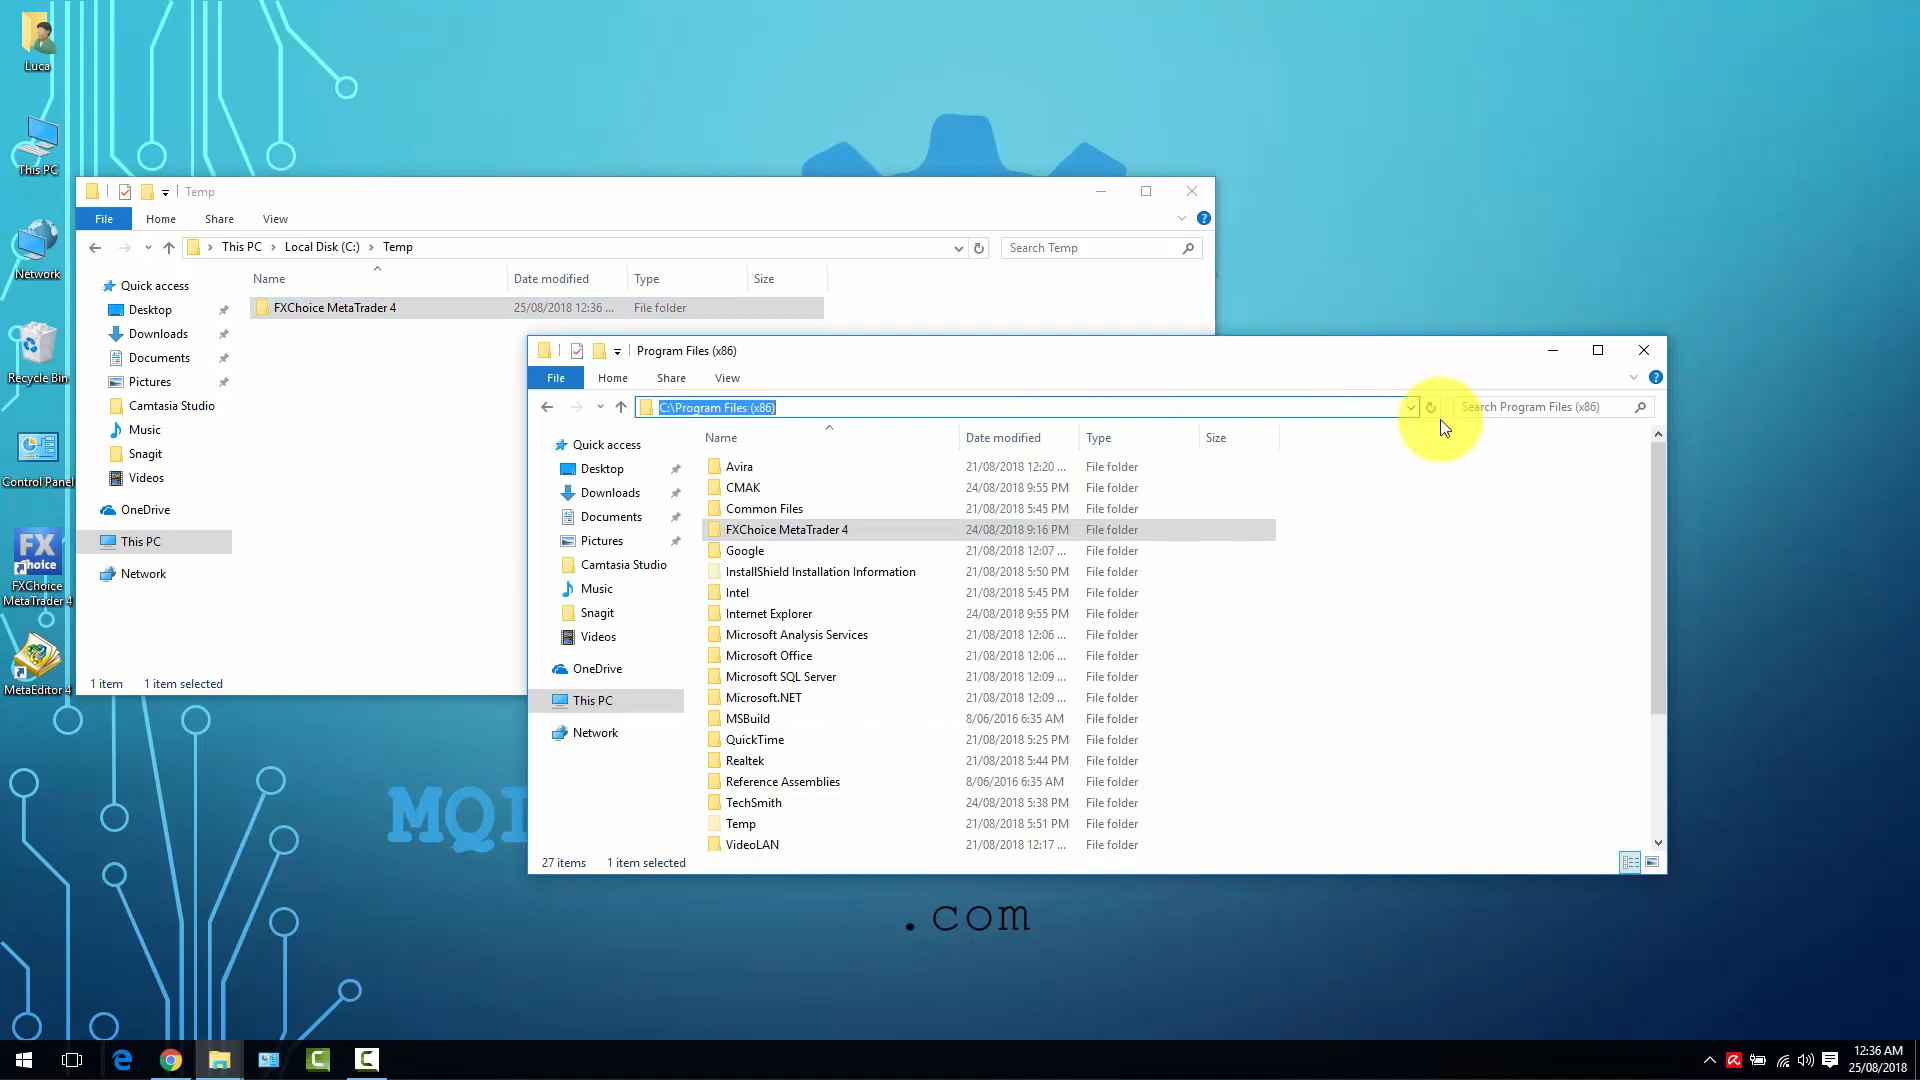 Luca
This PC
Network
Recycle Bin
Control Panel
FX
Choice
FXChoice
MetaTrader 4
MetaEditor 4
Temp
File Home Share View
This PC Local Disk (C:) Temp
Search Temp
Name Date modified Type Size
Quick access
Desktop
Downloads
Documents
Pictures
Camtasia Studio
Music
Snagit
Videos
OneDrive
This PC
Network
FXChoice MetaTrader 4 25/08/2018 12:36 ... File folder
1 item 1 item selected
Program Files (x86)
File Home Share View
C:\Program Files (x86)
Search Program Files (x86)
Name Date modified Type Size
Quick access
Desktop
Downloads
Documents
Pictures
Camtasia Studio
Music
Snagit
Videos
OneDrive
This PC
Network
Avira 21/08/2018 12:20 ... File folder
CMAK 24/08/2018 9:55 PM File folder
Common Files 21/08/2018 5:45 PM File folder
FXChoice MetaTrader 4 24/08/2018 9:16 PM File folder
Google 21/08/2018 12:07 ... File folder
InstallShield Installation Information 21/08/2018 5:50 PM File folder
Intel 21/08/2018 5:45 PM File folder
Internet Explorer 24/08/2018 9:55 PM File folder
Microsoft Analysis Services 21/08/2018 12:06 ... File folder
Microsoft Office 21/08/2018 12:06 ... File folder
Microsoft SQL Server 21/08/2018 12:09 ... File folder
Microsoft.NET 21/08/2018 12:09 ... File folder
MSBuild 8/06/2016 6:35 AM File folder
QuickTime 21/08/2018 5:25 PM File folder
Realtek 21/08/2018 5:44 PM File folder
Reference Assemblies 8/06/2016 6:35 AM File folder
TechSmith 24/08/2018 5:38 PM File folder
Temp 21/08/2018 5:51 PM File folder
VideoLAN 21/08/2018 12:17 ... File folder
27 items 1 item selected
.com
12:36 AM
25/08/2018